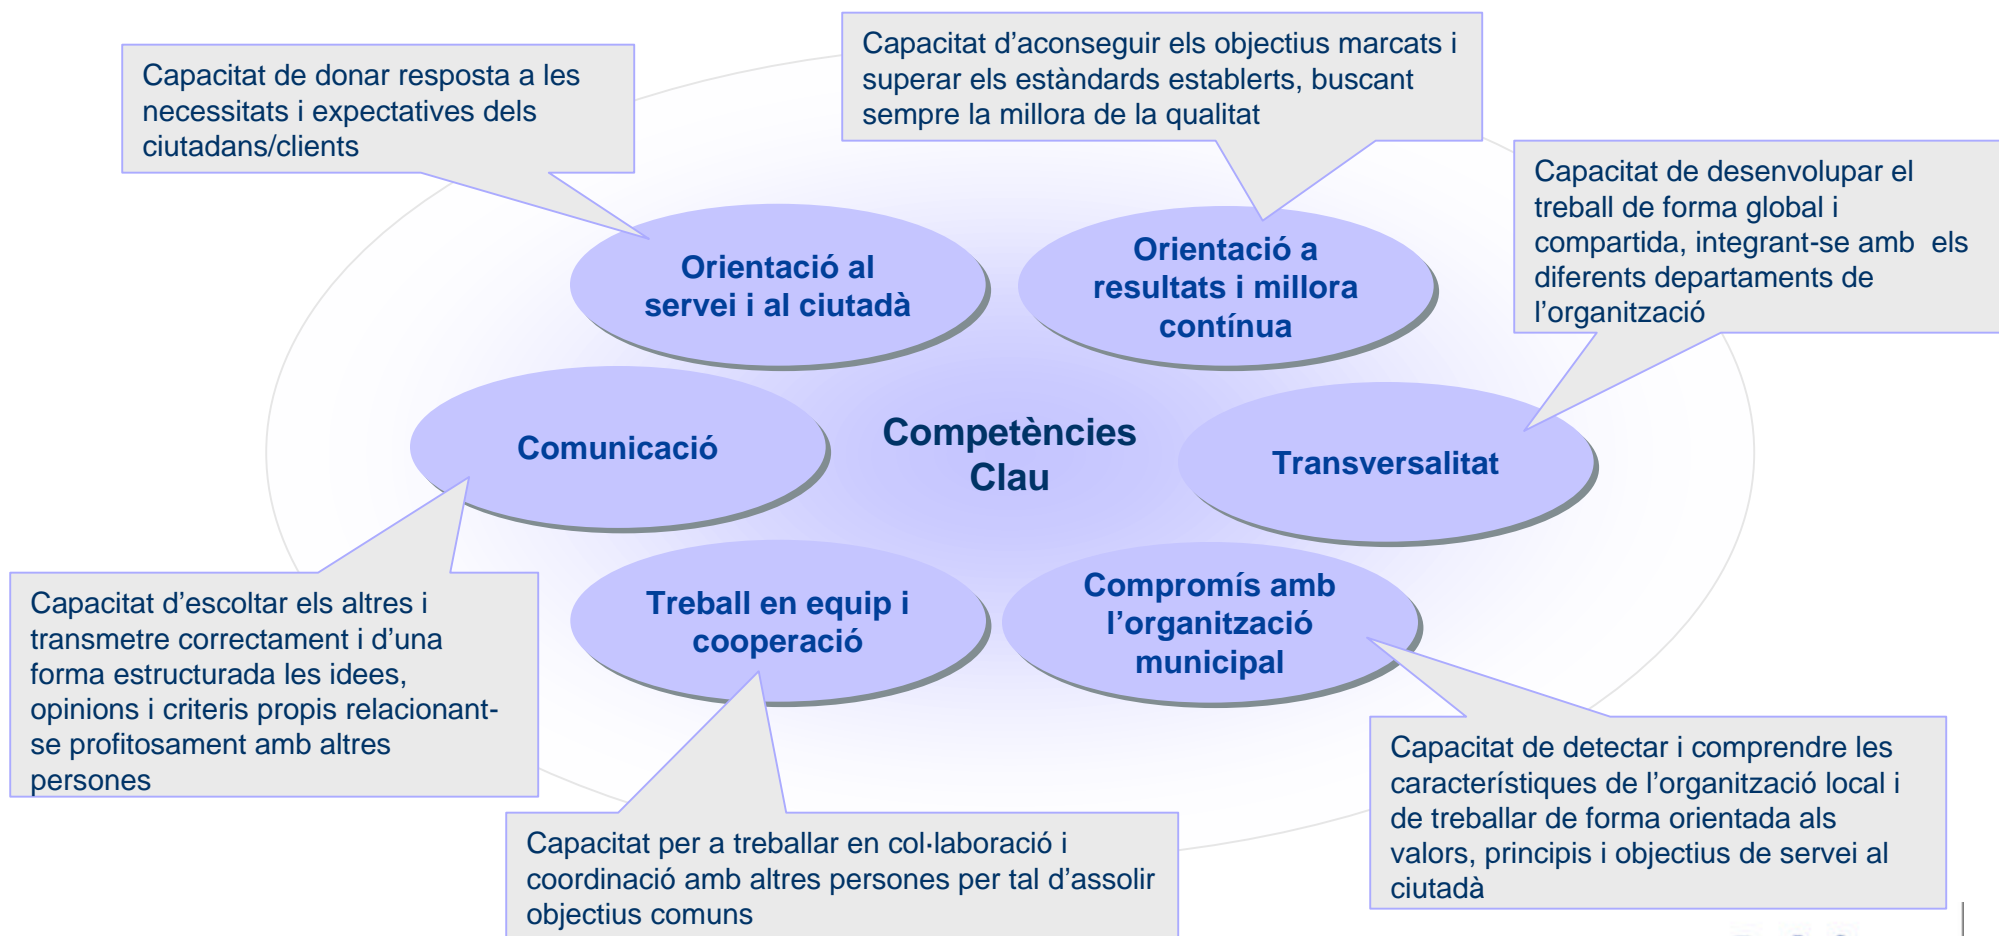 Capacitat de donar resposta a les
necessitats i expectatives dels
ciutadans/clients
Capacitat d’aconseguir els objectius marcats i
superar els estàndards establerts, buscant
sempre la millora de la qualitat
Capacitat de desenvolupar el
treball de forma global i
compartida, integrant-se amb els
diferents departaments de
l’organització
Orientació al
servei i al ciutadà
Orientació a
resultats i millora
contínua
Comunicació
Competències
Clau
Transversalitat
Treball en equip i
cooperació
Compromís amb
l’organització
municipal
Capacitat d’escoltar els altres i
transmetre correctament i d’una
forma estructurada les idees,
opinions i criteris propis relacionant-
se profitosament amb altres
persones
Capacitat per a treballar en col·laboració i
coordinació amb altres persones per tal d’assolir
objectius comuns
Capacitat de detectar i comprendre les
característiques de l’organització local i
de treballar de forma orientada als
valors, principis i objectius de servei al
ciutadà